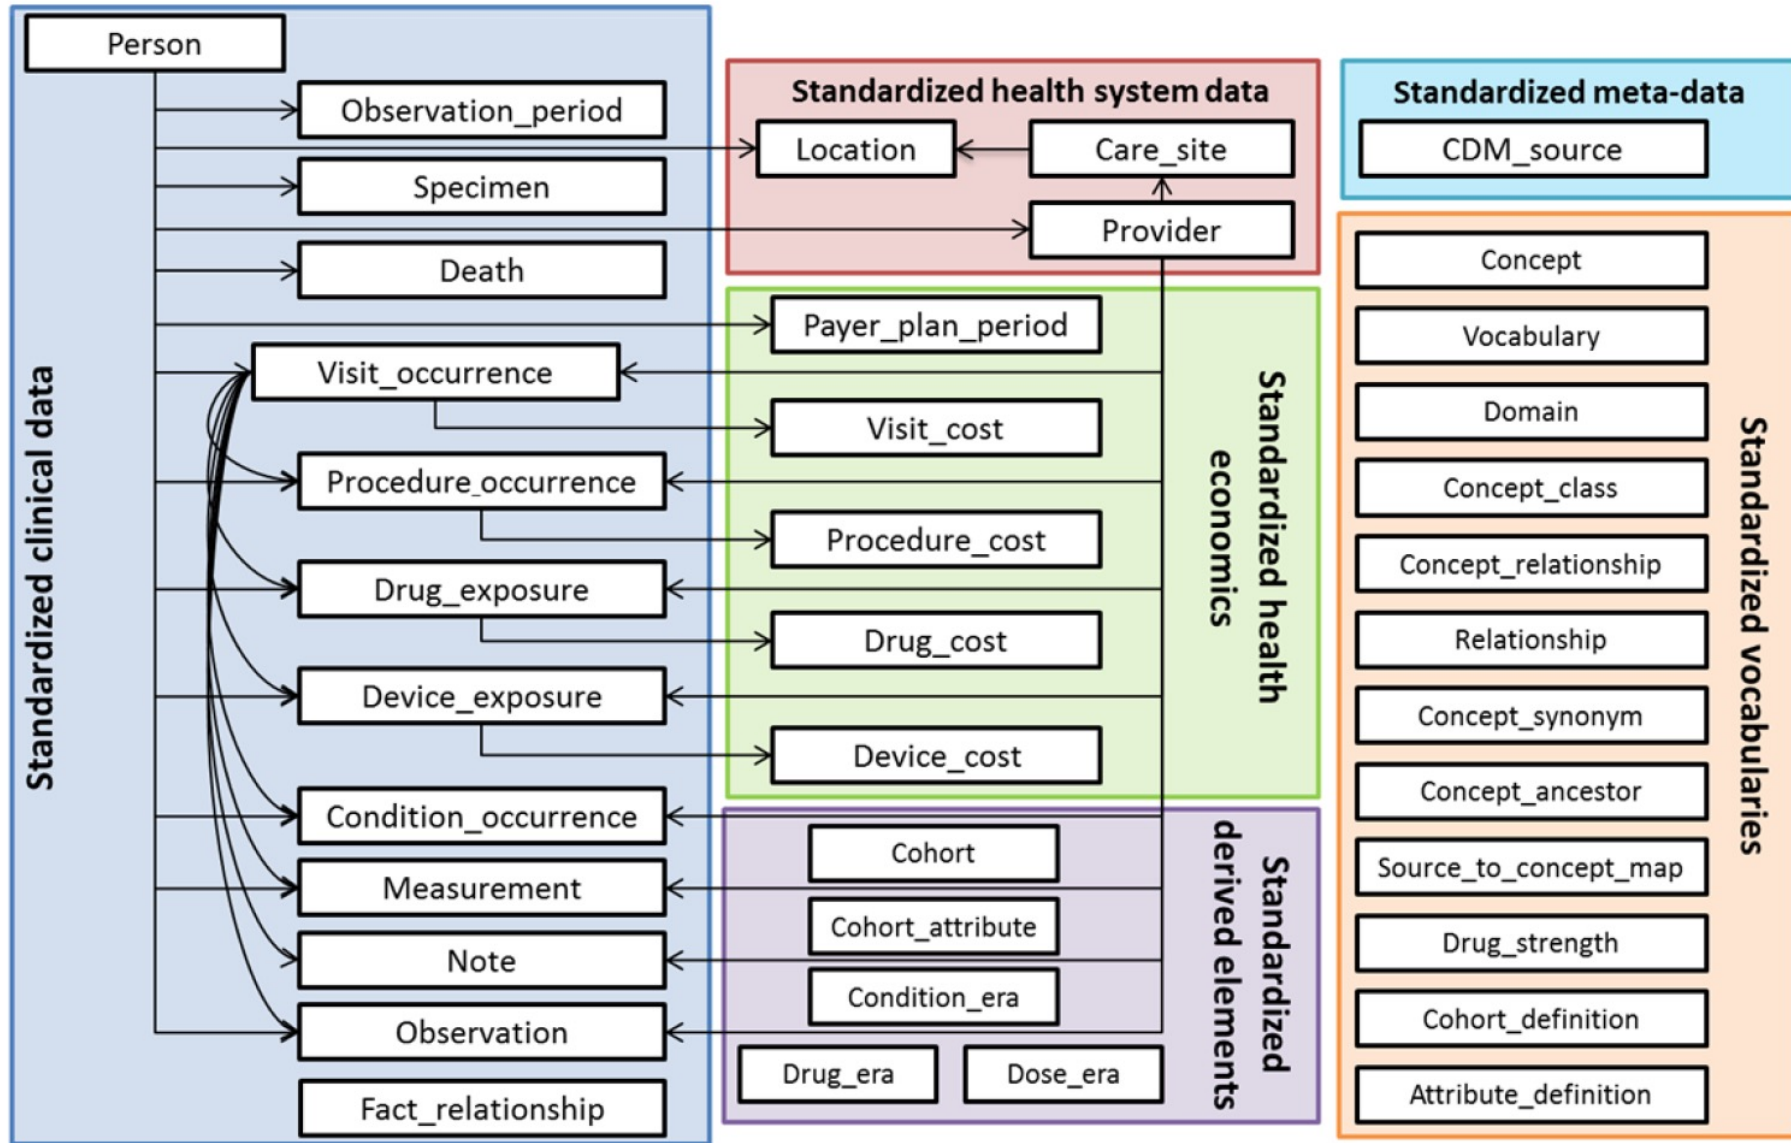 Person
Observation_period
Specimen
Death
Visit_occurrence
Procedure_occurrence
Drug_exposure
Device_exposure
Condition_occurrence
Measurement
Note
Observation
Fact_relationship
Standardized clinical data
Standardized health system data
Location
Care_site
Provider
Payer_plan_period
Visit_cost
Procedure_cost
Drug_cost
Device_cost
Standardized health
economics
Cohort
Cohort_attribute
Condition_era
Drug_era
Dose_era
Standardized
derived elements
Standardized meta-data
CDM_source
Concept
Vocabulary
Domain
Concept_class
Concept_relationship
Relationship
Concept_synonym
Concept_ancestor
Source_to_concept_map
Drug_strength
Cohort_definition
Attribute_definition
Standardized vocabularies